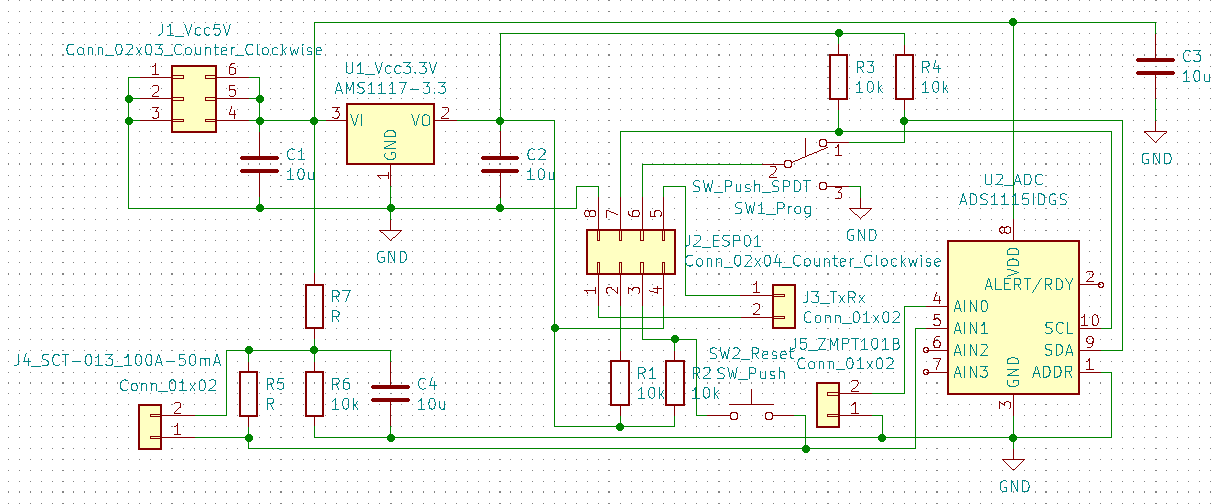 J1_Vcc5V
Conn_02x03_Counter_Clockwise
1 6
2 5
3 4
U1_Vcc3.3V
AMS1117-3.3
3 VI VO 2
GND
1
C1
10u
C2
10u
GND
R3
10k
R4
10k
C3
10u
GND
1
2
3
SW_Push_SPDT
SW1_Prog
GND
8 7 6 5
J2_ESP01
Conn_02x04_Counter_Clockwise
1 2 3 4
1
2
J3_TxRx
Conn_01x02
U2_ADC
ADS1115IDGS
8
VDD
ALERT/RDY 2
4 AIN0
5 AIN1
6 AIN2
7 AIN3
SCL 10
SDA 9
ADDR 1
GND
3
GND
R7
R
J4_SCT-013_100A-50mA
Conn_01x02
2
1
R5
R
R6
10k
C4
10u
R1
10k
R2
10k
SW2_Reset
SW_Push
J5_ZMPT101B
Conn_01x02
2
1